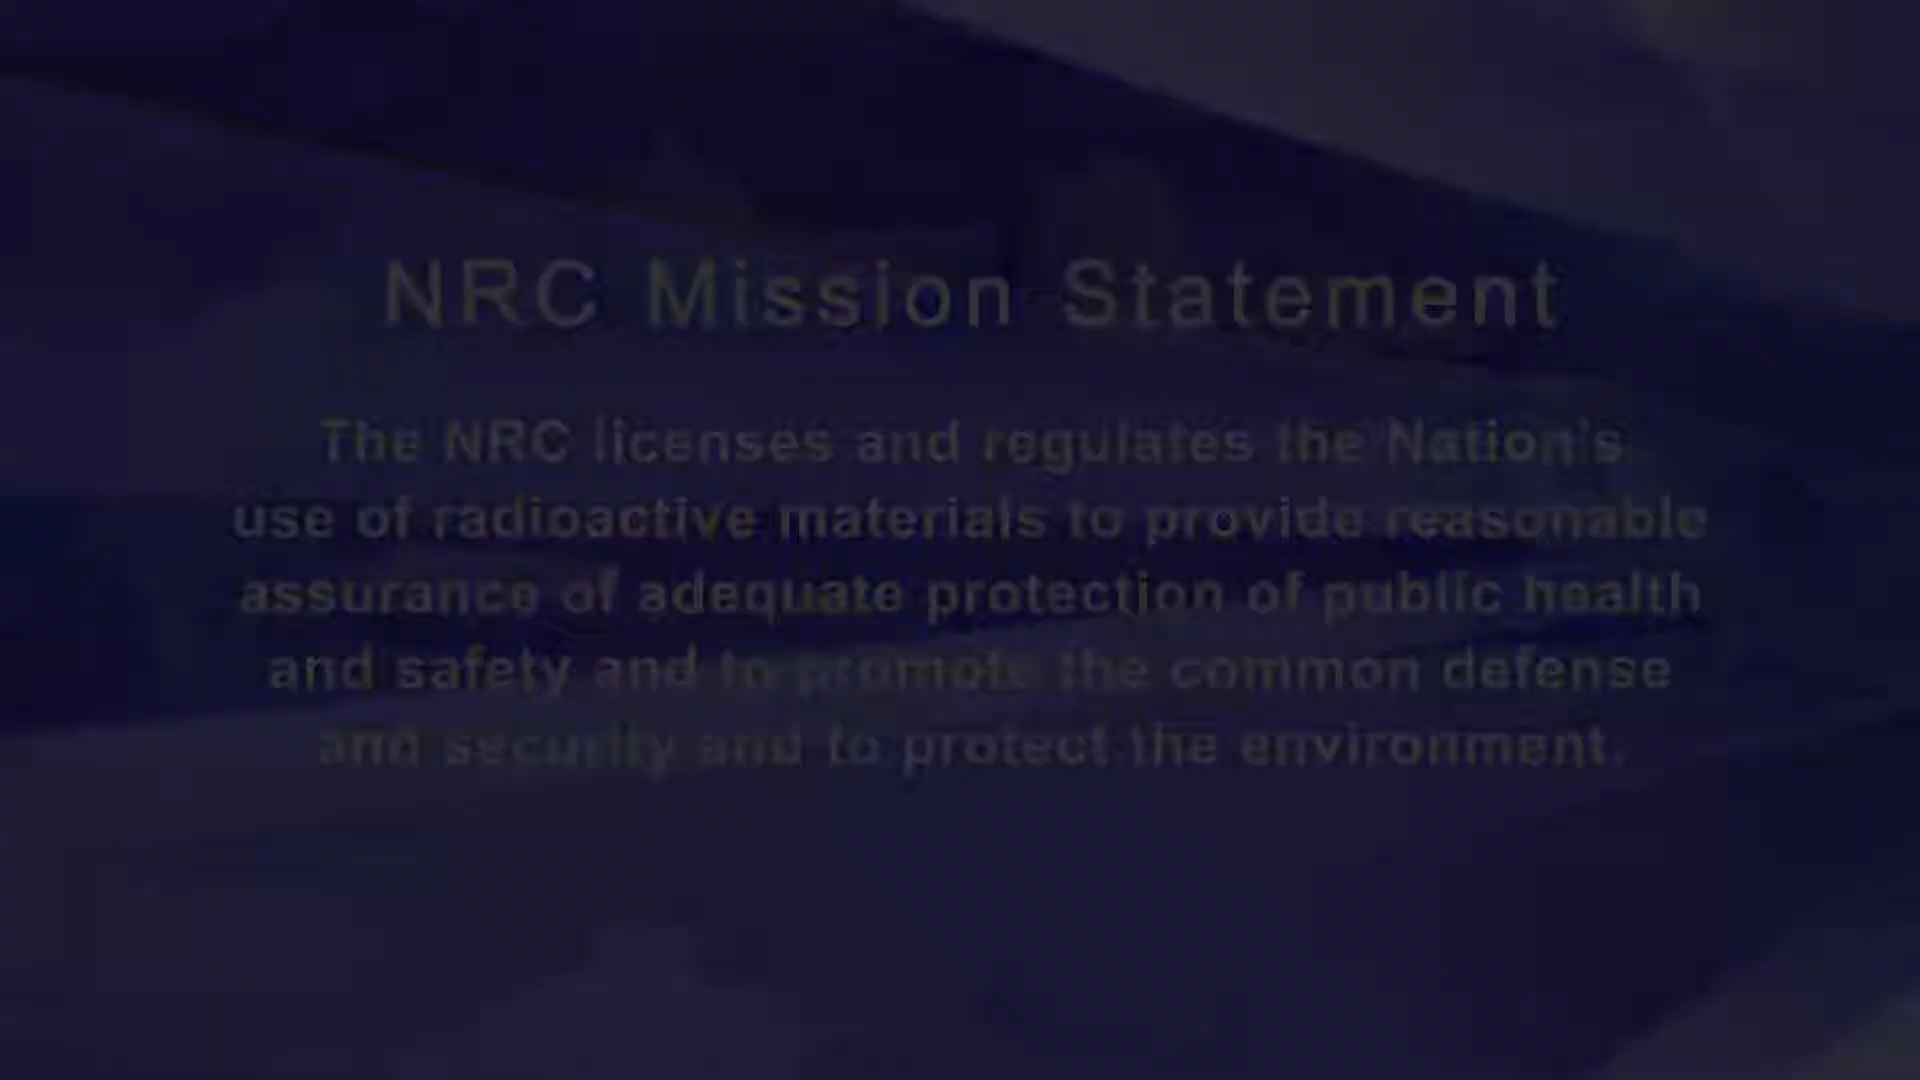 NRC Mission Statement
The NRC licenses and regulates the Nation's
use of radioactive materials to provide reasonable
assurance of adequate protection of public health
and safety and to promote the common defense
and security and to protect the environment.